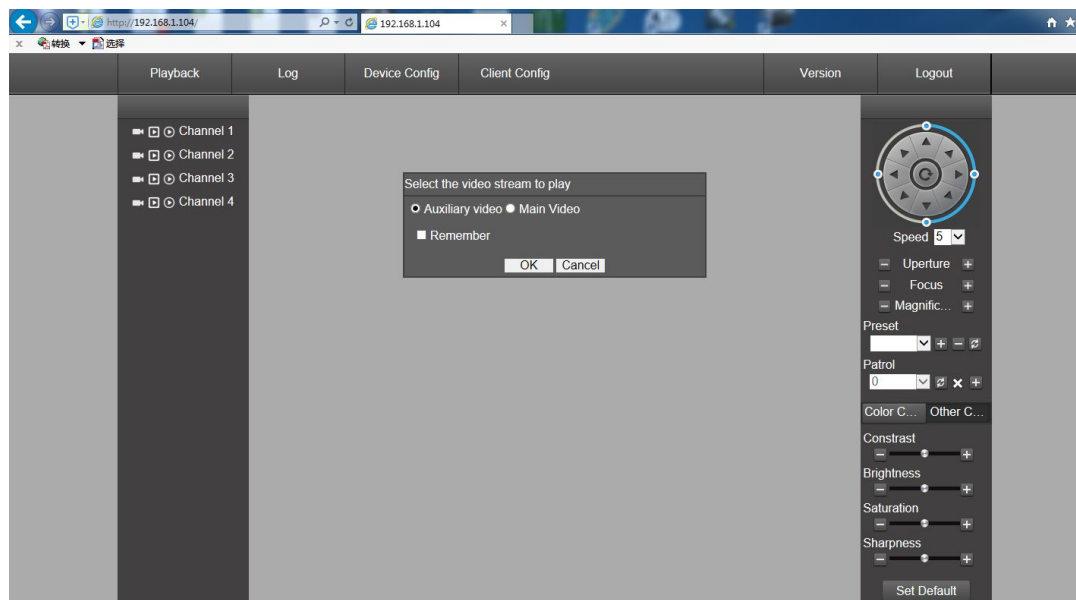 http://192.168.1.104/
192.168.1.104
x 转换 选择
Playback
Log
Device Config
Client Config
Version
Logout
Channel 1
Channel 2
Channel 3
Channel 4
Select the video stream to play
Auxiliary video Main Video
Remember
OK Cancel
Speed 5
Uperture
Focus
Magnific...
Preset
Patrol
0
Color C... Other C...
Constrast
Brightness
Saturation
Sharpness
Set Default